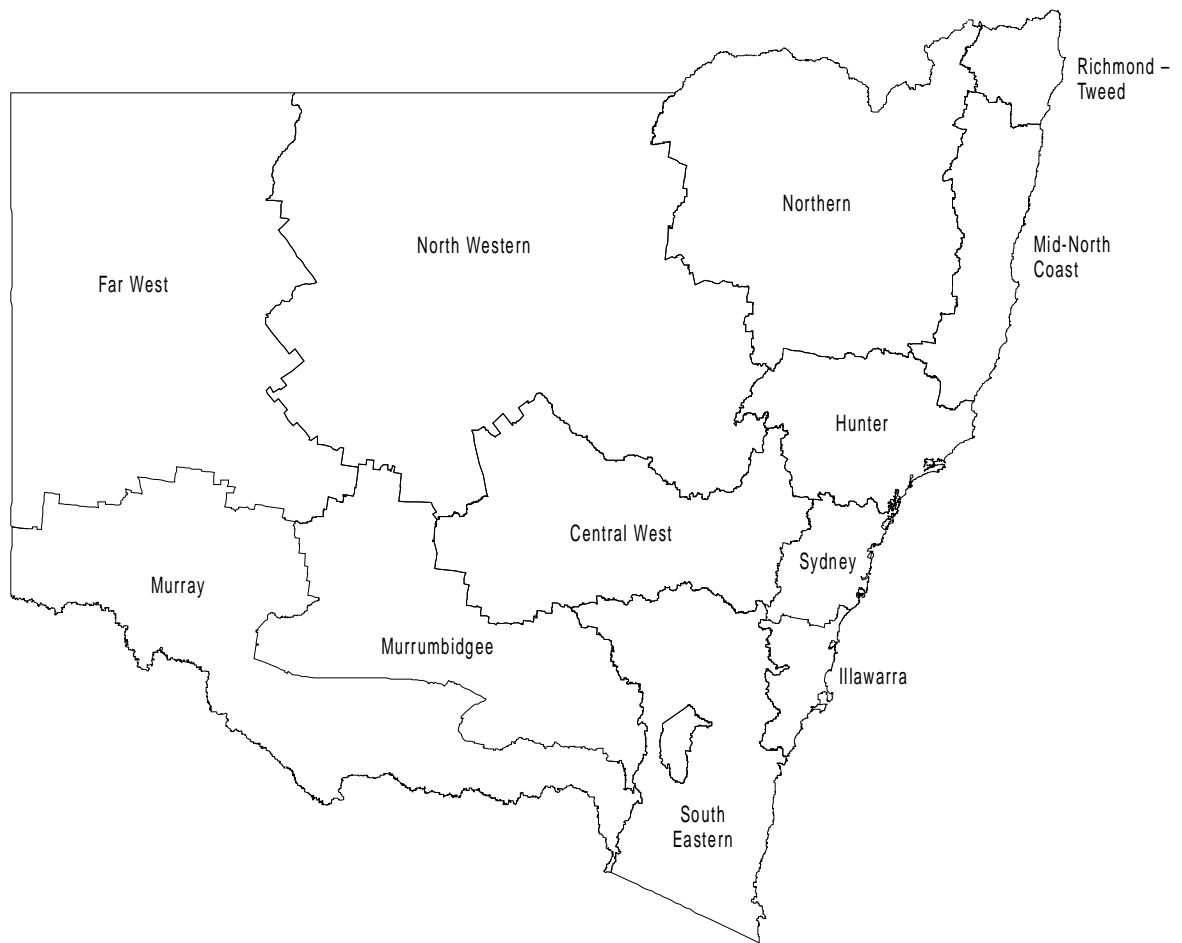 Richmond –
Tweed
Northern
North Western
Mid-North
Coast
Far West
Hunter
Central West
Sydney
Murray
Murrumbidgee
Illawarra
South
Eastern